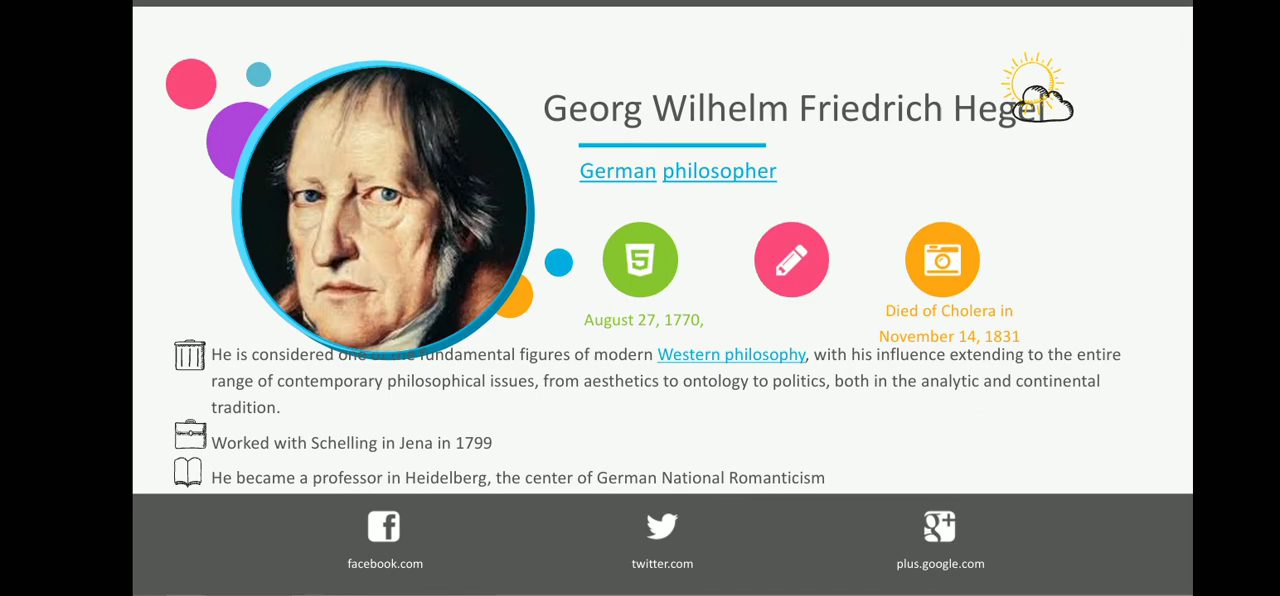 Georg Wilhelm Friedrich Hegel
German philosopher
August 27, 1770,
Died of Cholera in
November 14, 1831
He is considered one of the fundamental figures of modern Western philosophy, with his influence extending to the entire
range of contemporary philosophical issues, from aesthetics to ontology to politics, both in the analytic and continental
tradition.
Worked with Schelling in Jena in 1799
He became a professor in Heidelberg, the center of German National Romanticism
facebook.com
twitter.com
plus.google.com